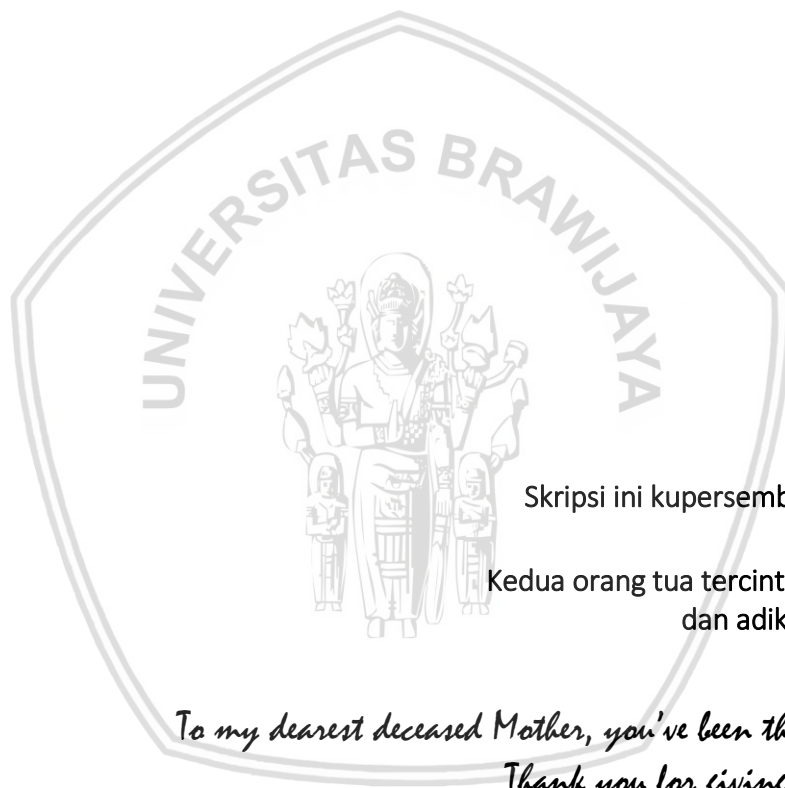 UNIVERSITAS BRAWIJAYA
Skripsi ini kupersemb
Kedua orang tua tercint
dan adik
To my dearest deceased Mother, you've been th
Thank you for giving